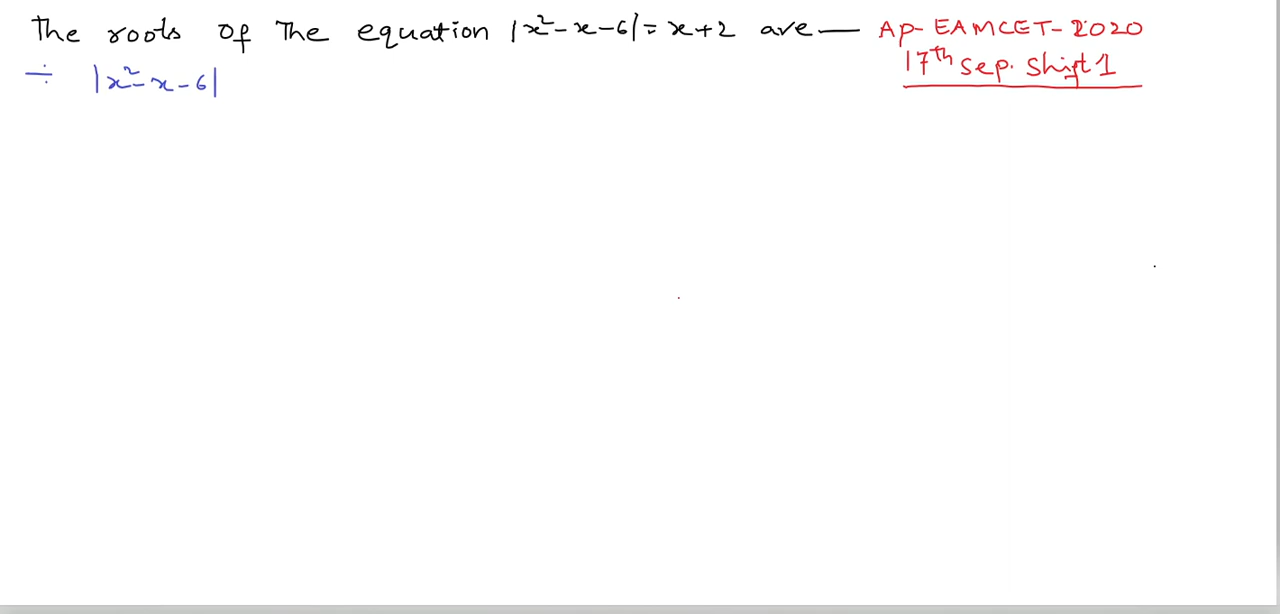 The roots of The equation |x²-x-6|=x+2 are — AP-EAMCET-2020
17th Sep. Shift 1
÷ |x²-x-6|